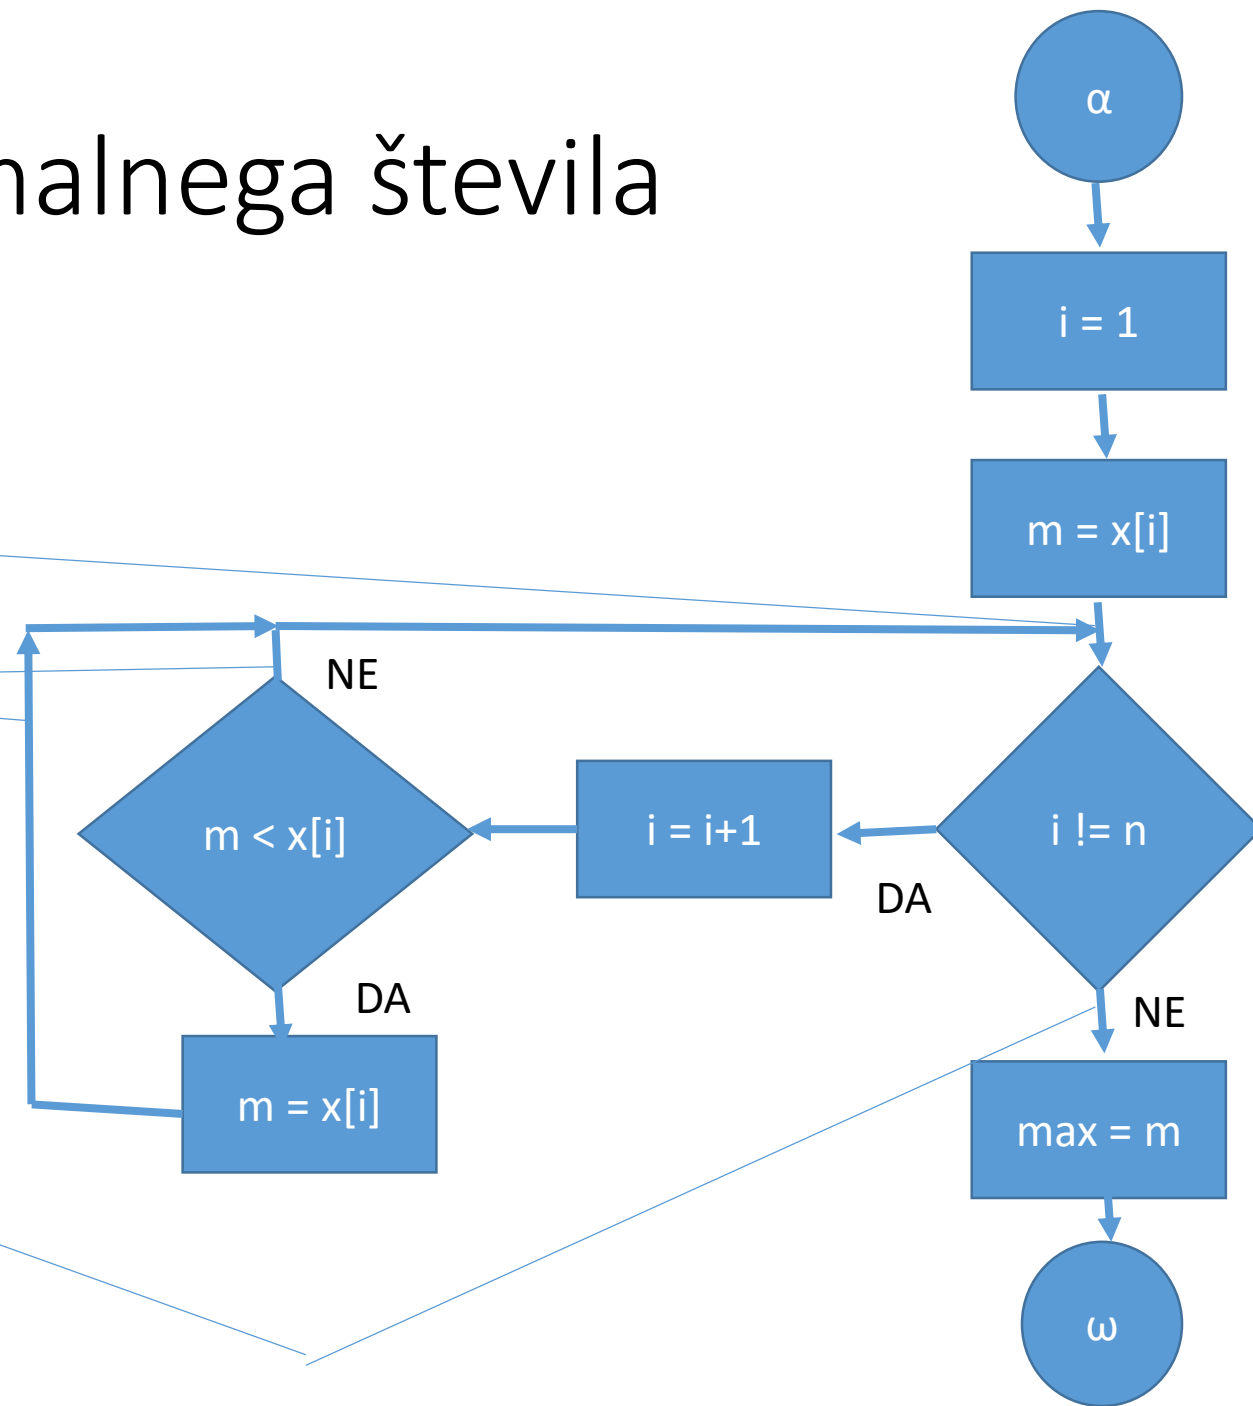 nalnega števila
α
i = 1
m = x[i]
i != n
DA
i = i+1
m < x[i]
NE
DA
m = x[i]
NE
max = m
ω